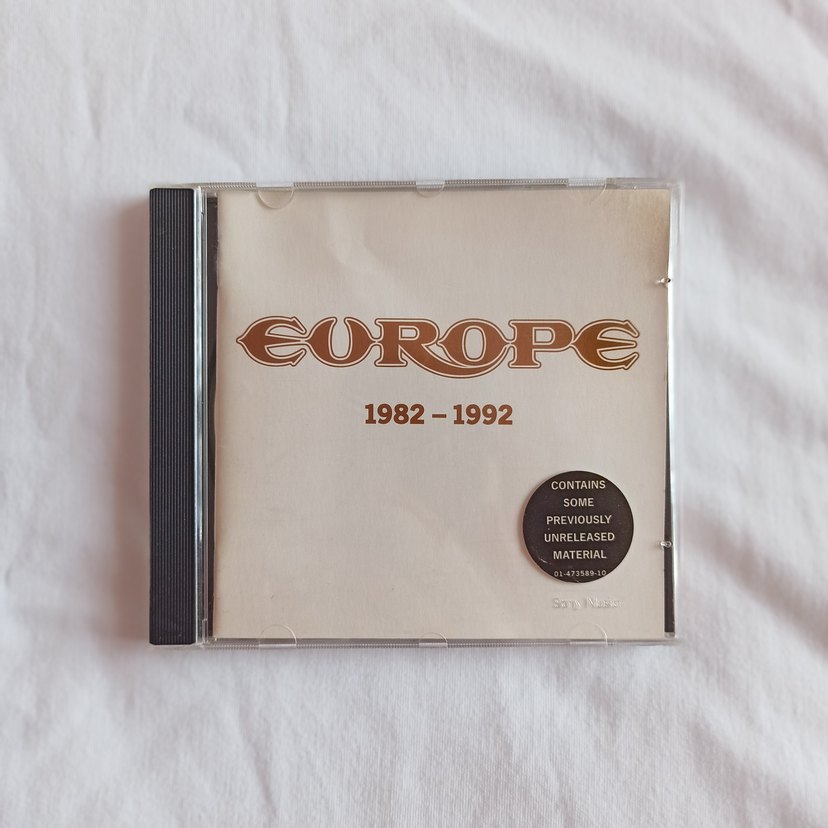 EUROPE
1982 – 1992
CONTAINS
SOME
PREVIOUSLY
UNRELEASED
MATERIAL
01-473589-10
Sony Music